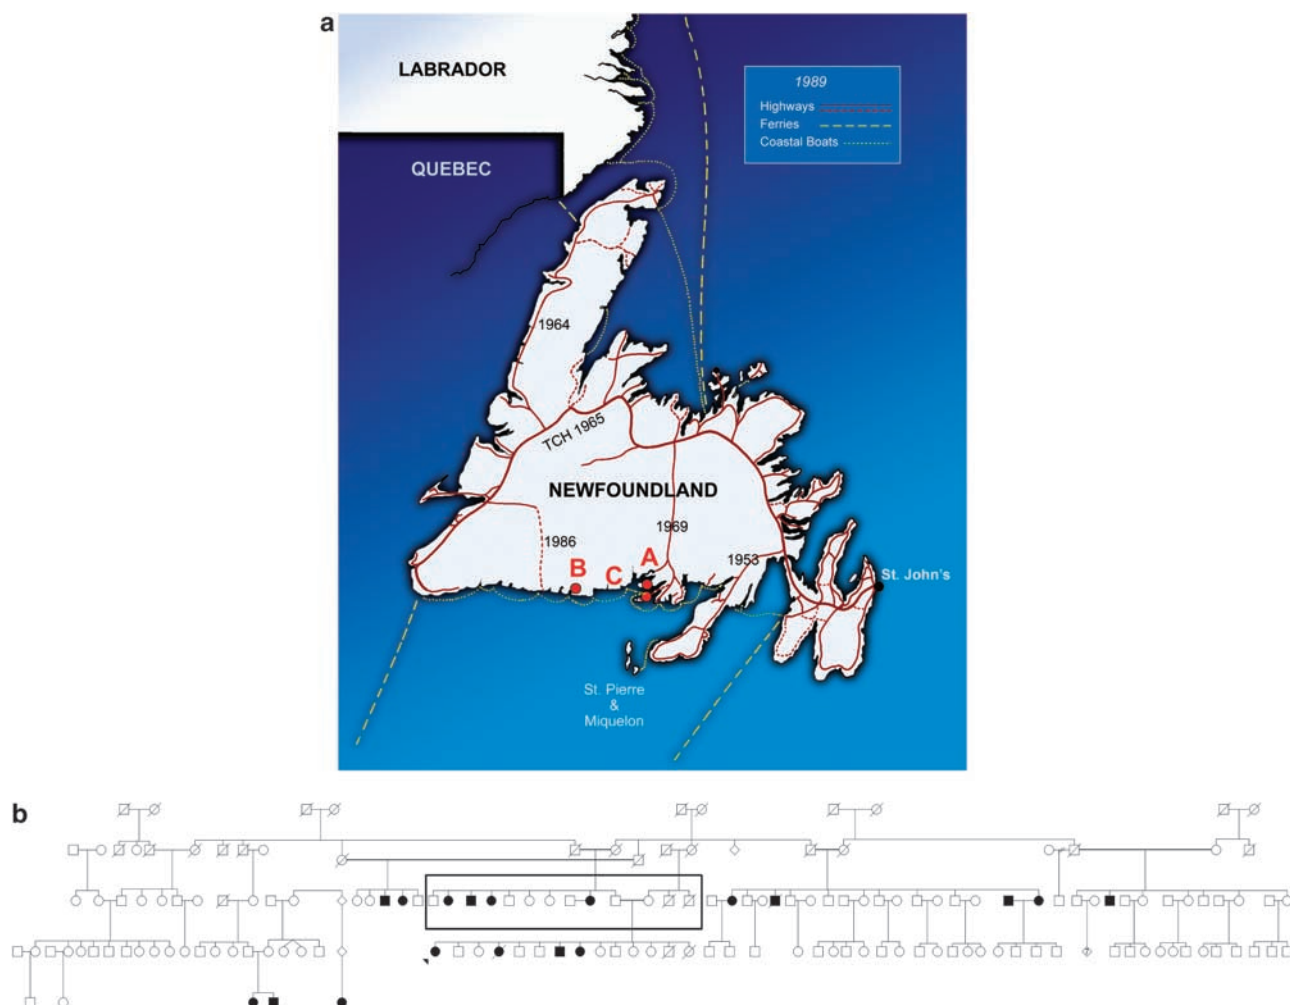 a
LABRADOR
1989
Highways
Ferries
Coastal Boats
QUEBEC
1964
TCH 1965
NEWFOUNDLAND
1969
1986
1953
B
C
A
St. John's
St. Pierre
&
Miquelon
b
?